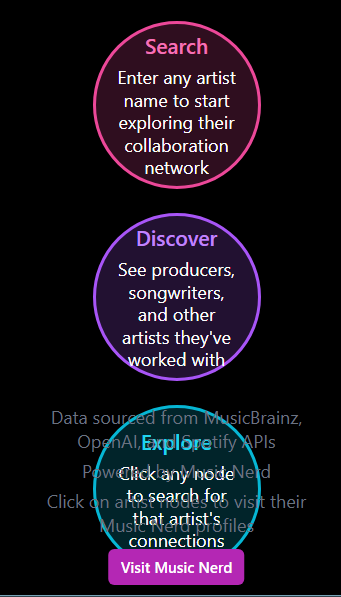 Search
Enter any artist
name to start
exploring their
collaboration
network
Discover
See producers,
songwriters,
and other
artists they've
worked with
Data sourced from MusicBrainz,
OpenAI, and Spotify APIs
Explore
Powered by Music Nerd
Click any node
to search for
that artist's
connections
Click on artist nodes to visit their
Music Nerd profiles
Visit Music Nerd